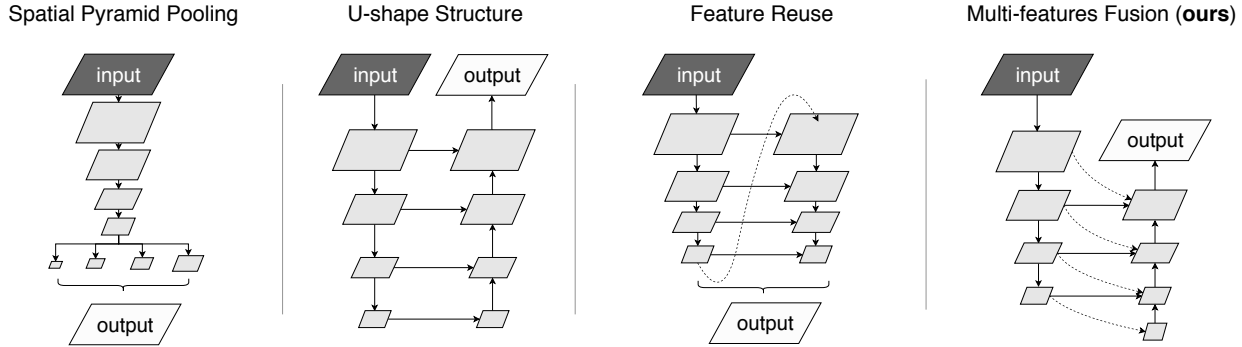 Spatial Pyramid Pooling
U-shape Structure
Feature Reuse
Multi-features Fusion (ours)
input
output
input
output
input
output
input
output